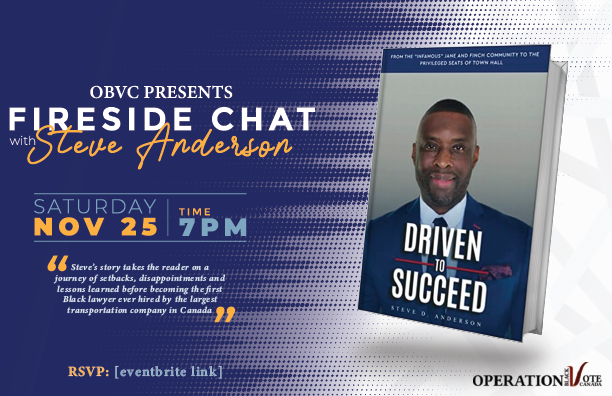 OBVC PRESENTS
FIRESIDE CHAT
with Steve Anderson
SATURDAY
NOV 25
TIME
7PM
“ Steve's story takes the reader on a
journey of setbacks, disappointments and
lessons learned before becoming the first
Black lawyer ever hired by the largest
transportation company in Canada ”
RSVP: [eventbrite link]
FROM THE "INFAMOUS" JANE AND FINCH COMMUNITY TO THE
PRIVILEGED SEATS OF TOWN HALL
DRIVEN
TO
SUCCEED
STEVE D. ANDERSON
OPERATION BLACK VOTE CANADA